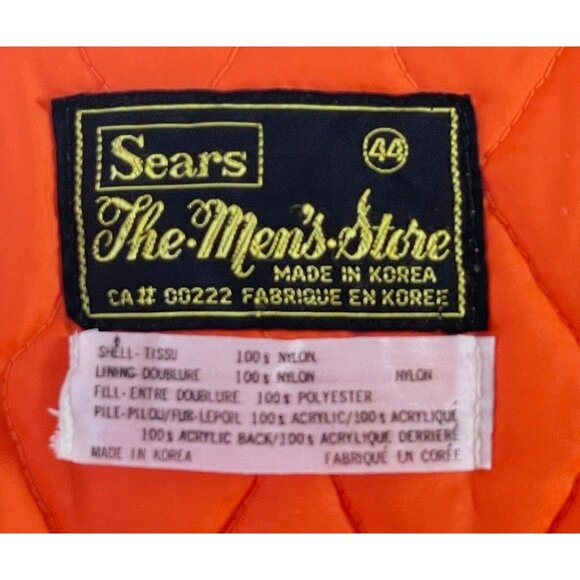 Sears 44
The·Men's·Store
MADE IN KOREA
CA## 00222 FABRIQUE EN KOREE
SHELL-TISSU 100% NYLON
LINING-DOUBLURE 100% NYLON NYLON
FILL-ENTRE DOUBLURE 100% POLYESTER
PILE-PILOU/FUR-LEPOIL 100% ACRYLIC/100% ACRYLIQUE
100% ACRYLIC BACK/100% ACRYLIQUE DERRIERE
MADE IN KOREA FABRIQUÉ EN CORÉE